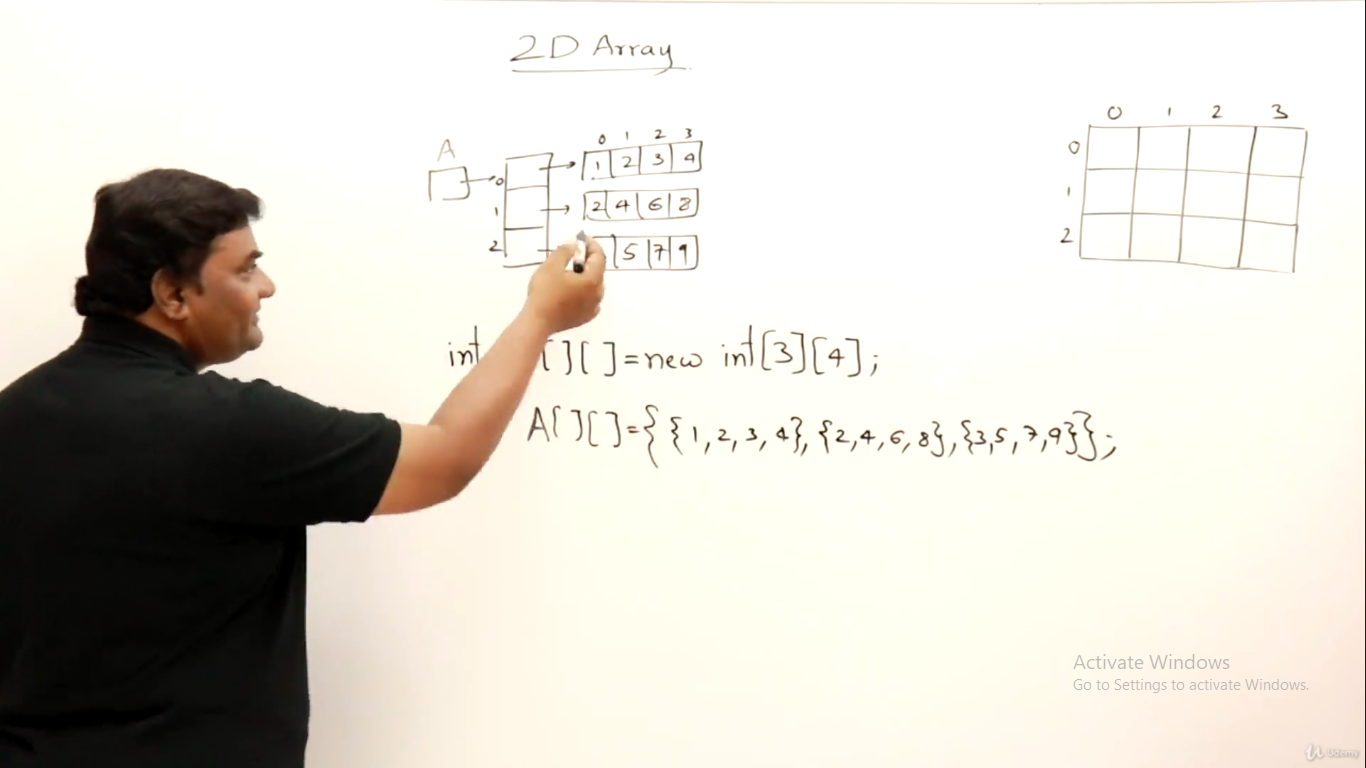 2D Array
A
0 1 2 3
0 1 2 3 4
1 2 4 6 8
2 5 7 9
0 1 2 3
0
1
2
int [][]=new int[3][4];
A[][]={{1,2,3,4},{2,4,6,8},{3,5,7,9}};
Activate Windows
Go to Settings to activate Windows.
Udemy